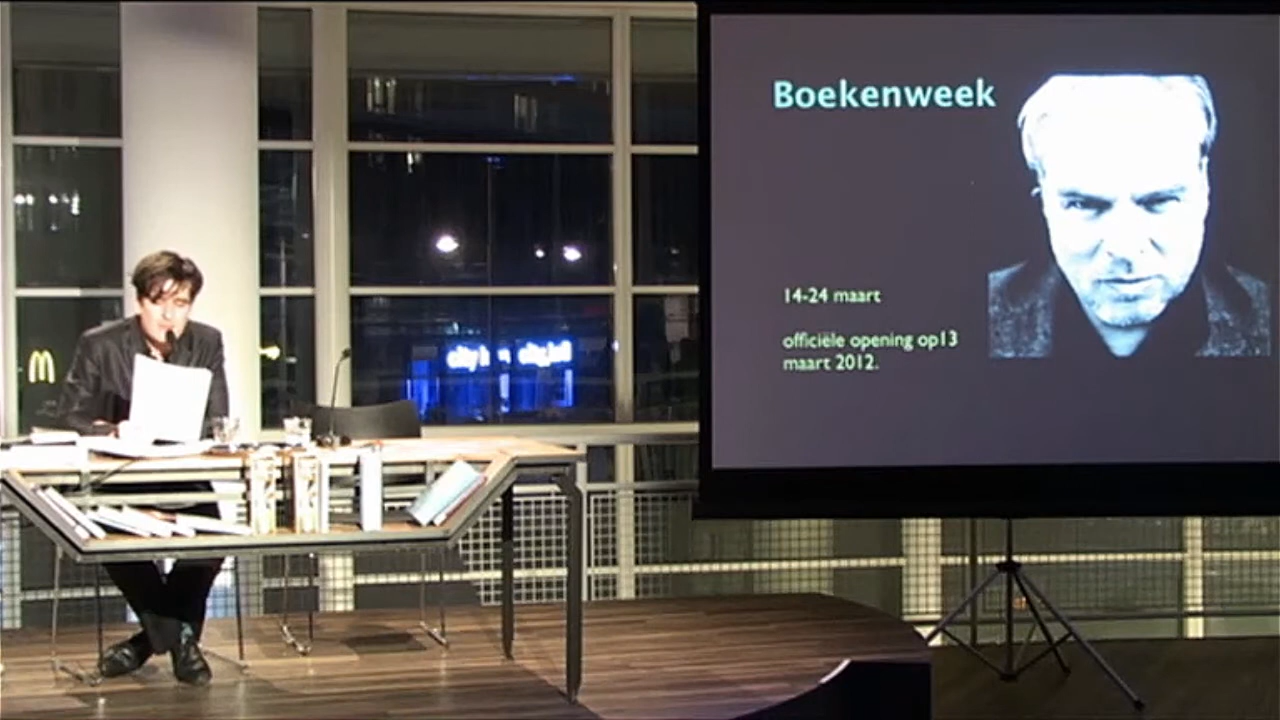 Boekenweek
14-24 maart
officiële opening op13
maart 2012.